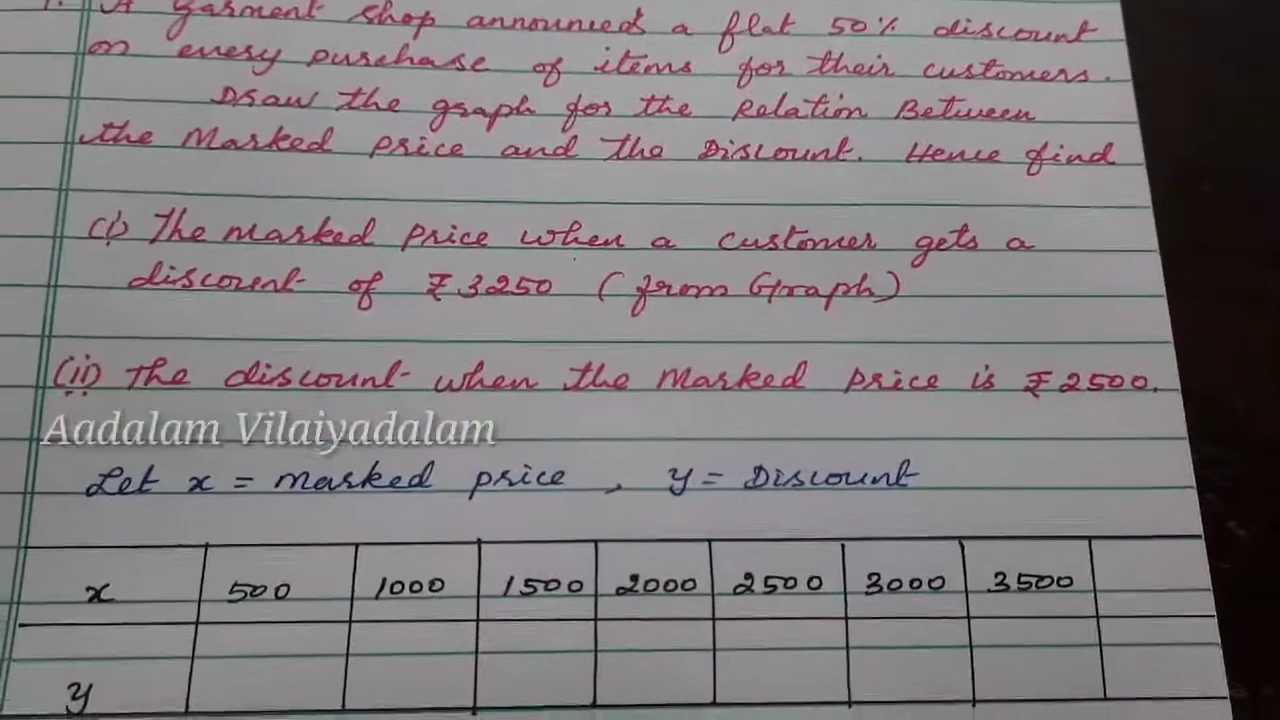 1. A garment shop announced a flat 50% discount
on every purchase of items for their customers.
Draw the graph for the Relation Between
the Marked price and the Discount. Hence find
(i) The marked price when a customer gets a
discount of ₹3250 (from Graph)
(ii) The discount when the Marked price is ₹2500.
Aadalam Vilaiyadalam
Let x = marked price , y = Discount
x 500 1000 1500 2000 2500 3000 3500
y